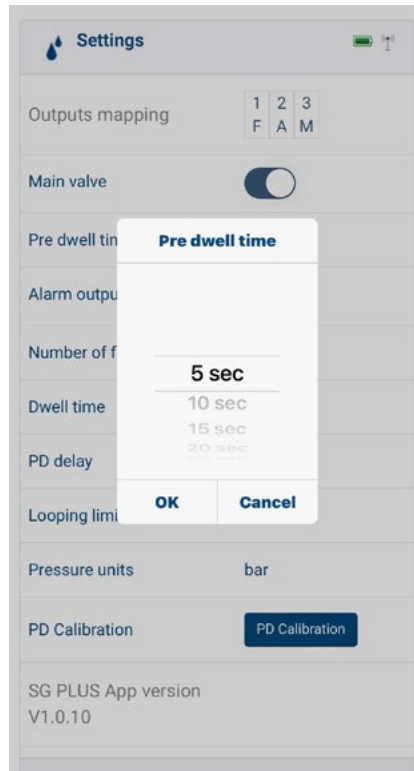 Settings
Outputs mapping
1 2 3
F A M
Main valve
Pre dwell tin
Pre dwell time
Alarm outpu
Number of f
5 sec
Dwell time
10 sec
15 sec
20 sec
PD delay
Looping limi
OK Cancel
Pressure units bar
PD Calibration PD Calibration
SG PLUS App version
V1.0.10